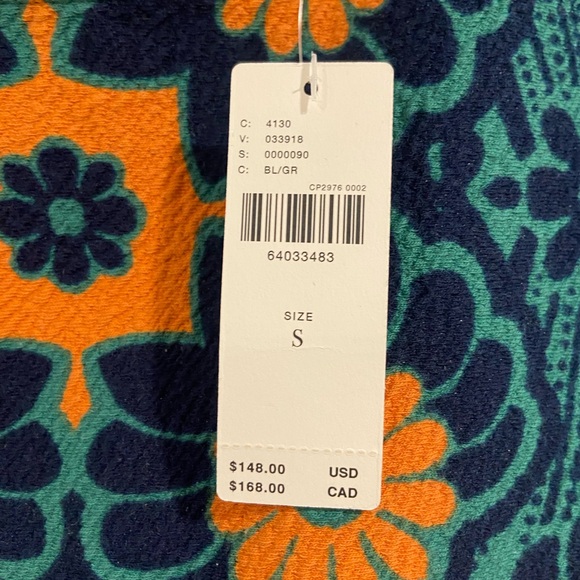 C: 4130
V: 033918
S: 0000090
C: BL/GR
CP2976 0002
64033483
SIZE
S
$148.00 USD
$168.00 CAD